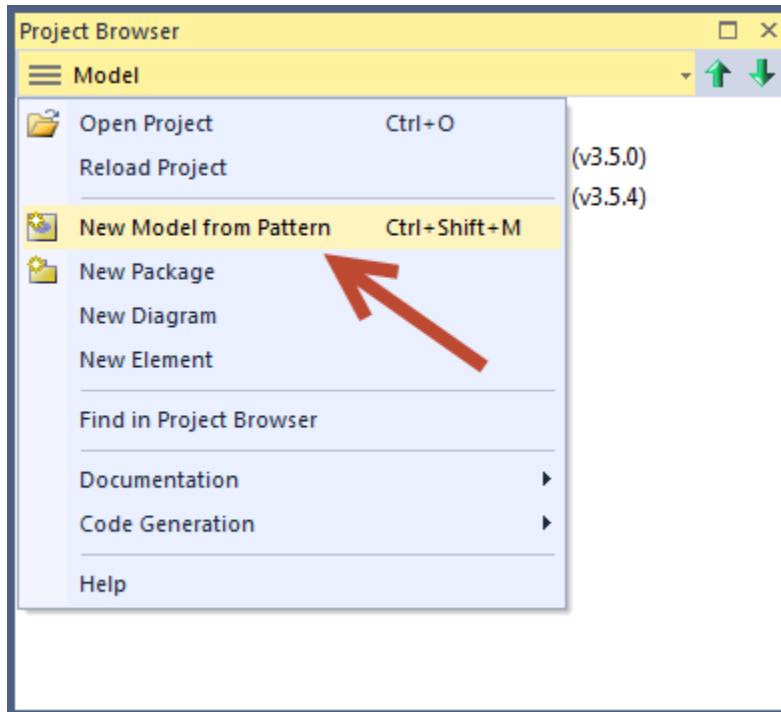 Project Browser
Model
Open Project Ctrl+O
Reload Project
(v3.5.0)
(v3.5.4)
New Model from Pattern Ctrl+Shift+M
New Package
New Diagram
New Element
Find in Project Browser
Documentation
Code Generation
Help